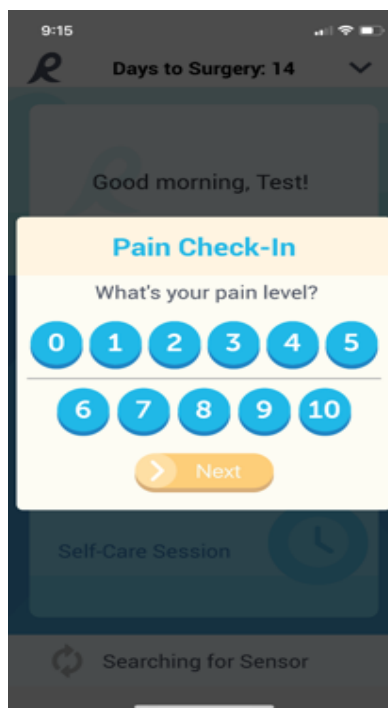 9:15
R
Days to Surgery: 14
Good morning, Test!
Pain Check-In
What's your pain level?
0 1 2 3 4 5
6 7 8 9 10
Next
Self-Care Session
Searching for Sensor